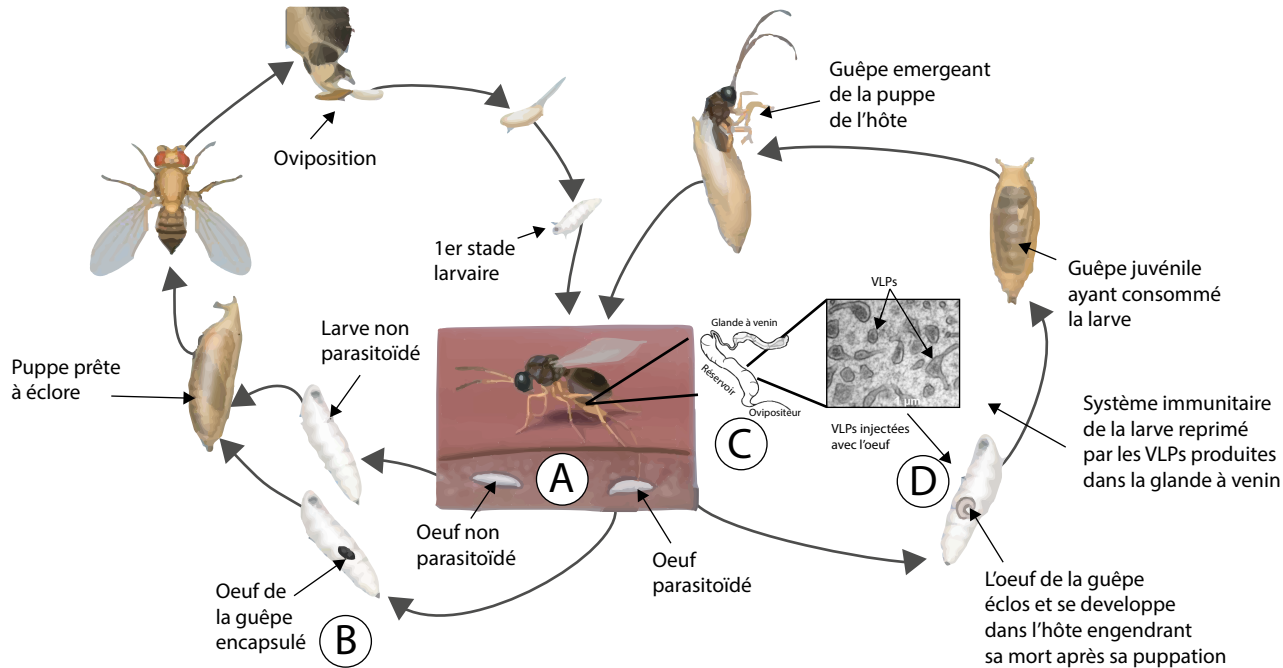 Oviposition
Guêpe emergeant
de la puppe
de l'hôte
1er stade
larvaire
Guêpe juvénile
ayant consommé
la larve
Puppe prête
à éclore
Larve non
parasitoïdé
Glande à venin
Réservoir
Ovipositeur
VLPs
1 µm
VLPs injectées
avec l'oeuf
Système immunitaire
de la larve reprimé
par les VLPs produites
dans la glande à venin
A
B
C
D
Oeuf non
parasitoïdé
Oeuf
parasitoïdé
Oeuf de
la guêpe
encapsulé
L'oeuf de la guêpe
éclos et se developpe
dans l'hôte engendrant
sa mort après sa puppation